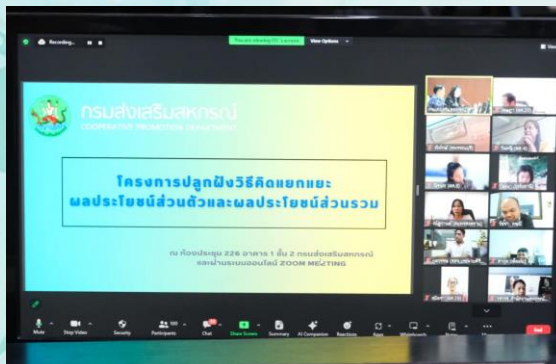 Recording...
You are viewing
View Options
View
กรมส่งเสริมสหกรณ์
COOPERATIVE PROMOTION DEPARTMENT
โครงการปลูกฝังวิธีคิดแยกแยะ
ผลประโยชน์ส่วนตัวและผลประโยชน์ส่วนรวม
ณ ห้องประชุม 226 อาคาร 1 ชั้น 2 กรมส่งเสริมสหกรณ์
และผ่านระบบออนไลน์ ZOOM MEETING
Mute
Stop Video
Security
Participants
Chat
Share Screen
Summary
AI Companion
Reactions
Apps
Whiteboards
More
End